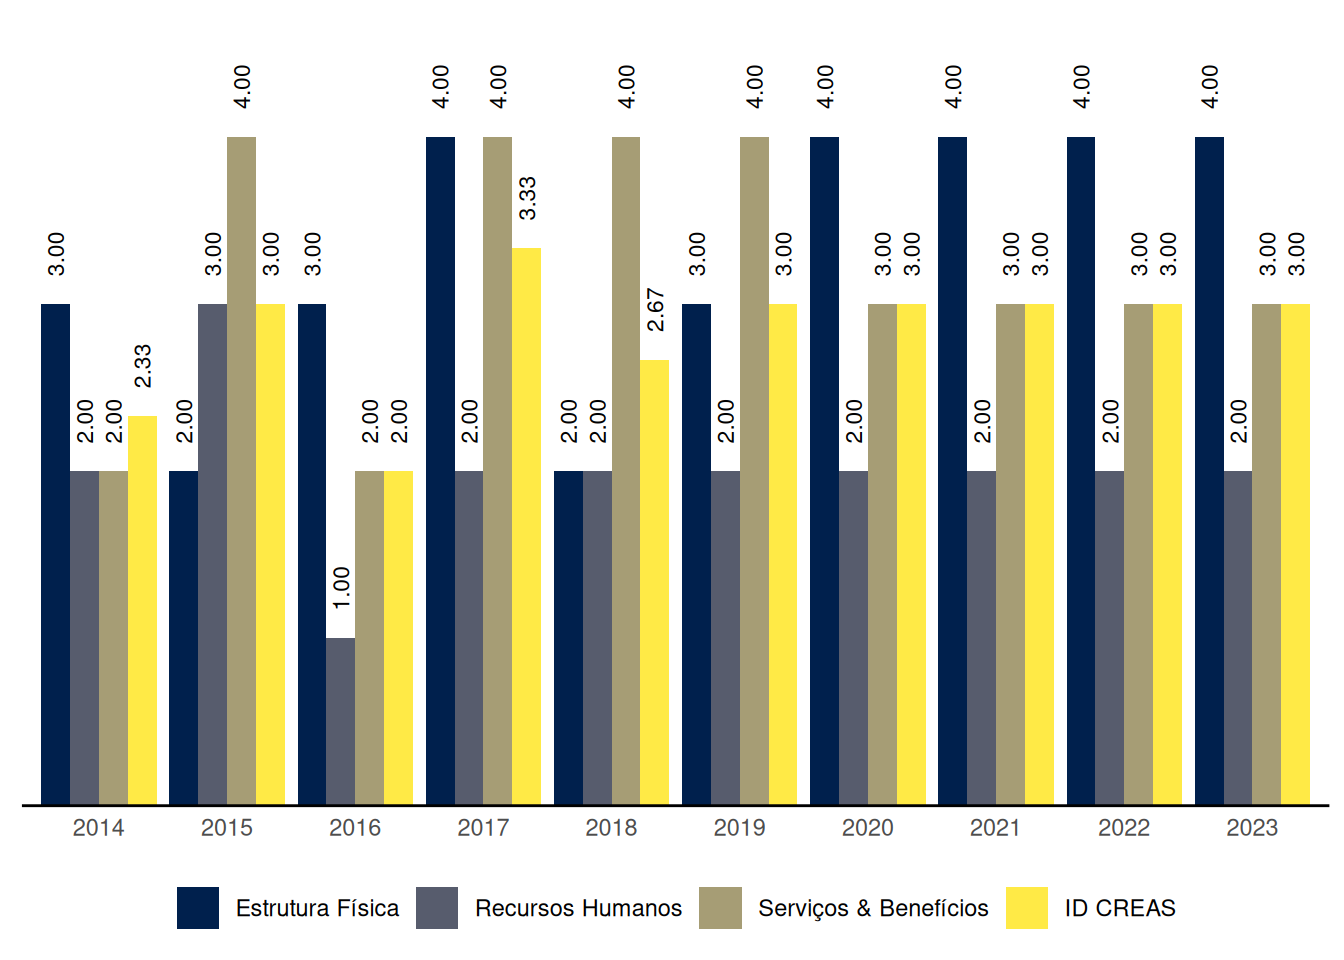 3.00 2.00 2.00 2.33 2.00 3.00 4.00 3.00 3.00 1.00 2.00 2.00 4.00 2.00 4.00 3.33 2.00 2.00 4.00 2.67 3.00 2.00 4.00 3.00 4.00 2.00 3.00 3.00 4.00 2.00 3.00 3.00 4.00 2.00 3.00 3.00 4.00 2.00 3.00 3.00
2014 2015 2016 2017 2018 2019 2020 2021 2022 2023
Estrutura Física Recursos Humanos Serviços & Benefícios ID CREAS